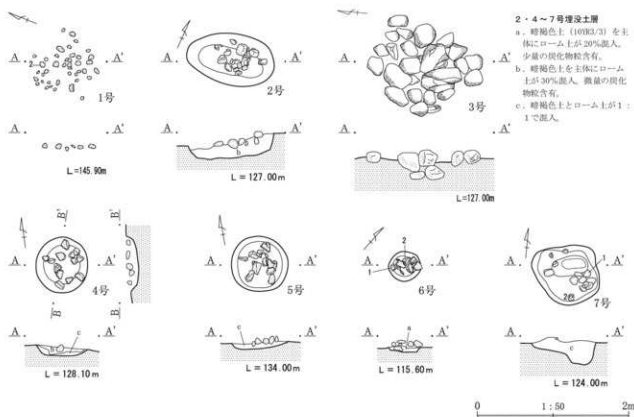 2・4～7号埋没土層
a．暗褐色土（10YR3/3）を主
体にローム土が20%混入。
少量の炭化物粒含有。
b．暗褐色土を主体にローム
土が30%混入。微量の炭化
物粒含有。
c．暗褐色土とローム土が1：
1で混入。
A A′
2
1号
A A′
L=145.90m
A A′
2号
A A′
b
L = 127.00m
A A′
3号
A A′
L=127.00m
B′ B′
A A′
4号
B B
A A′
c
L = 128.10m
A A′
5号
A A′
c
L = 134.00m
2
A A′
1
6号
A A′
a
L = 115.60m
A A′
1
2
7号
A A′
c
L = 124.00m
0 1 : 50 2m